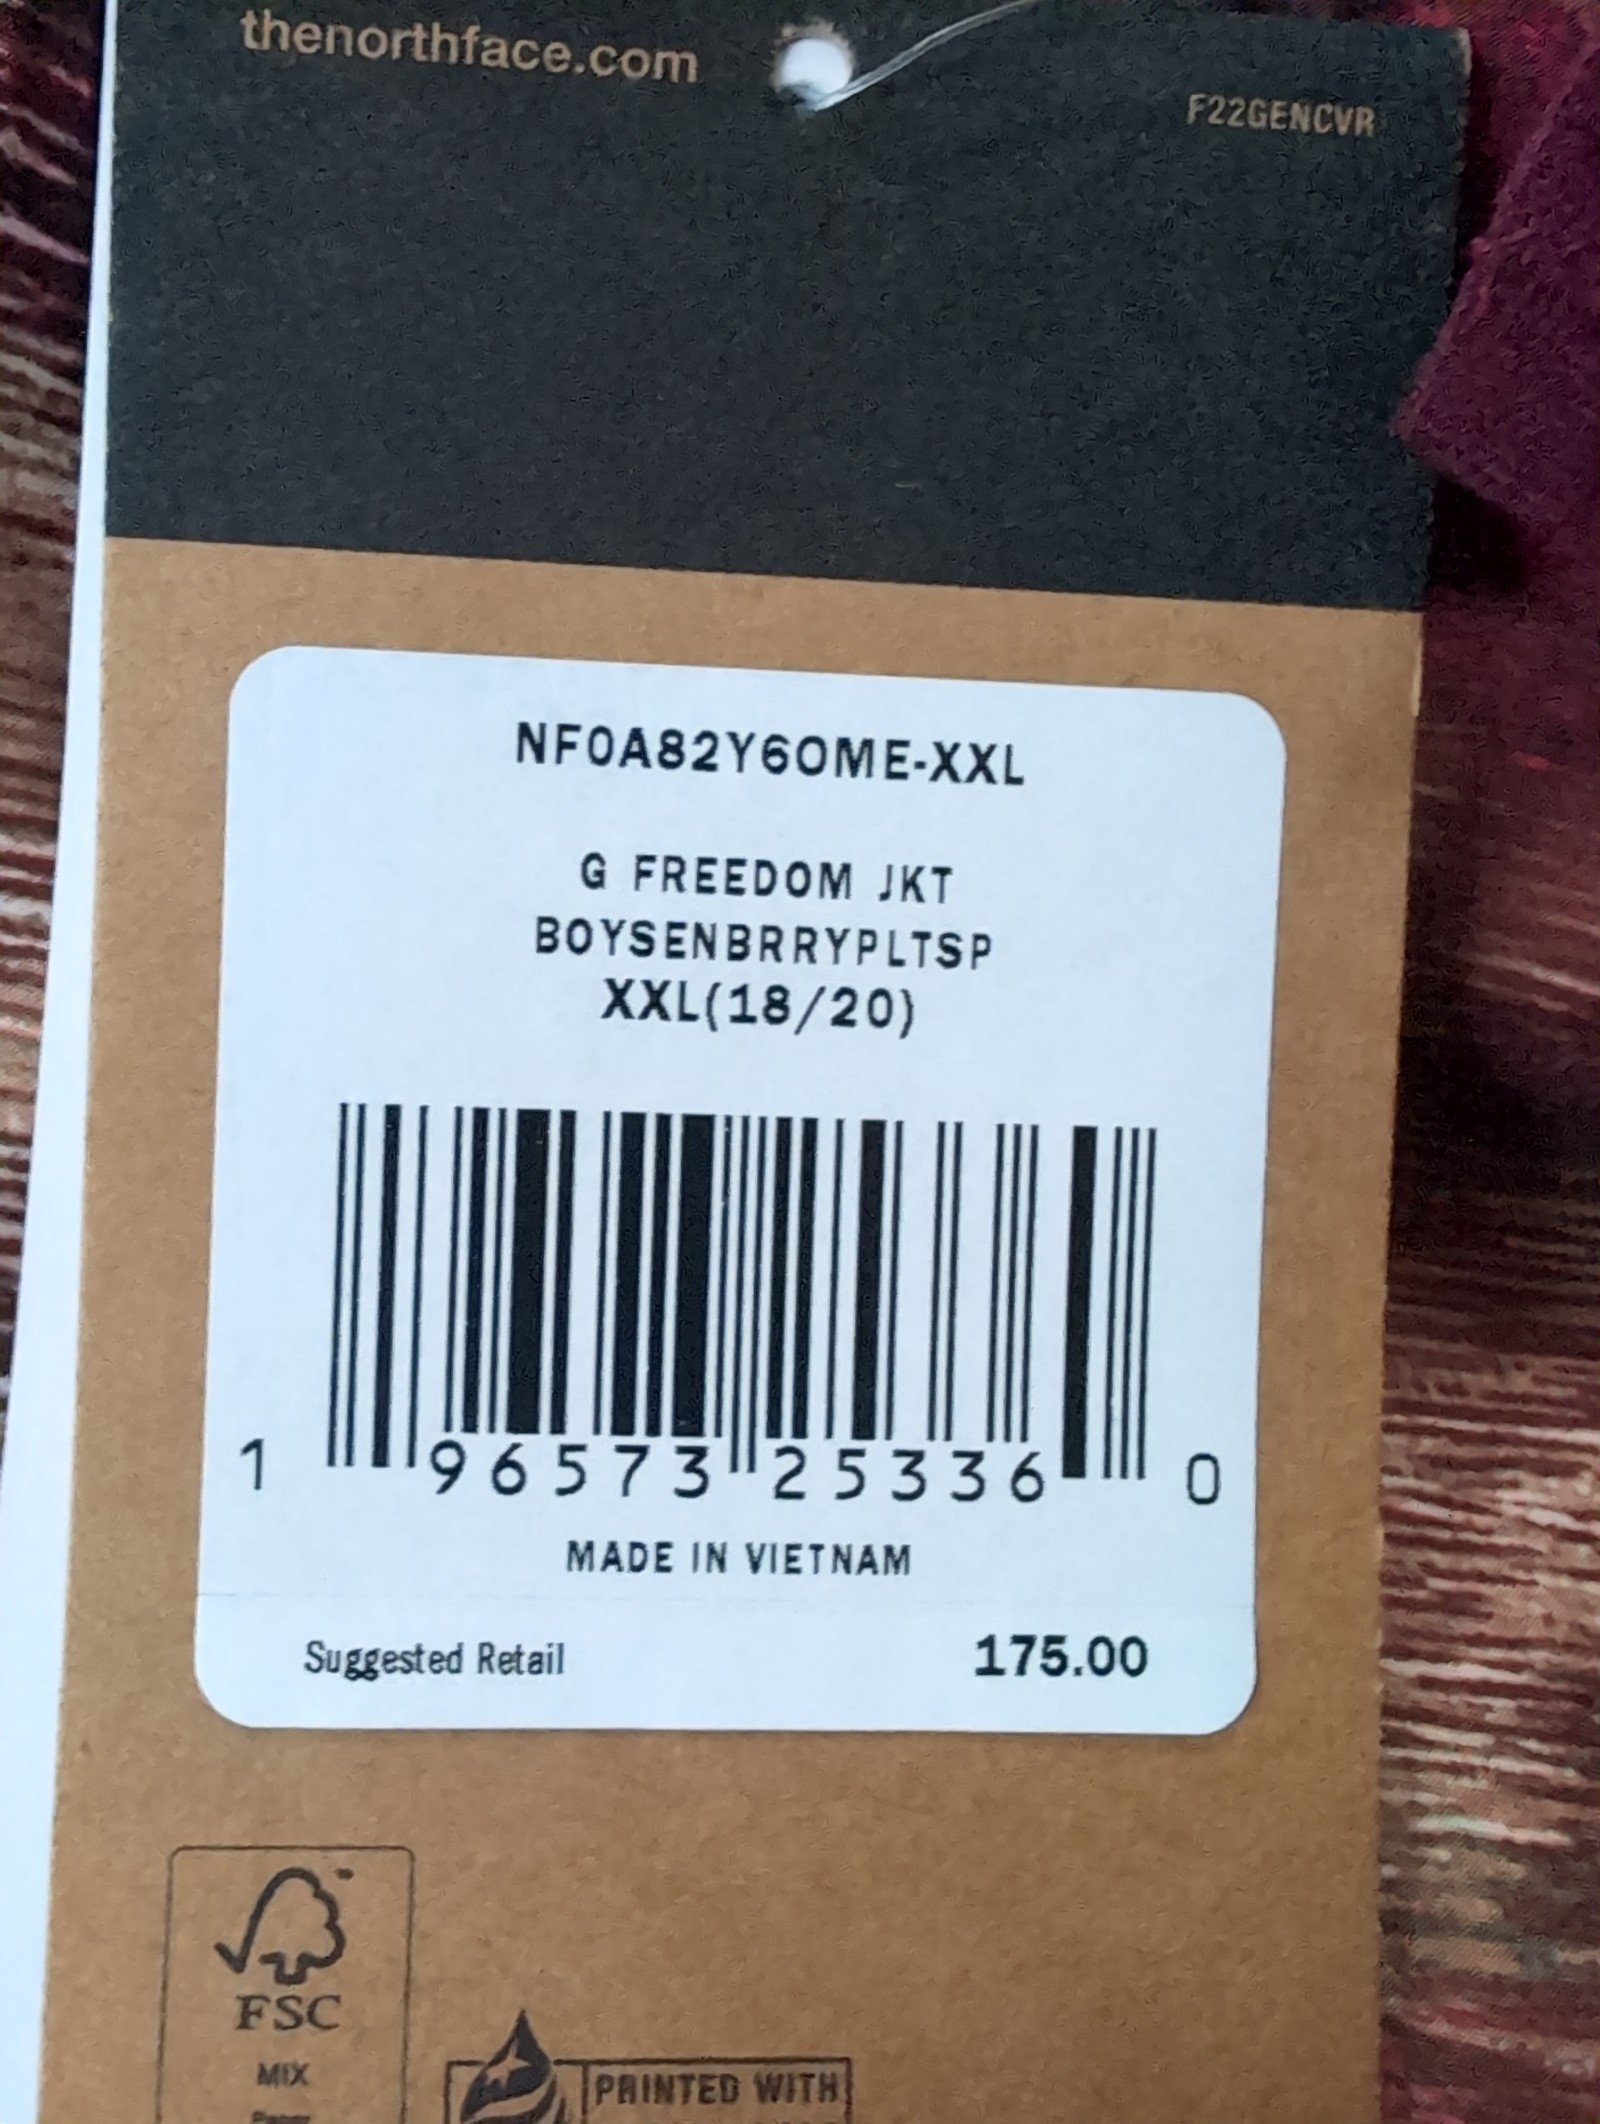 thenorthface.com
F22GENCVR
NF0A82Y6OME-XXL
G FREEDOM JKT
BOYSENBRRYPLTSP
XXL(18/20)
1 96573 25336 0
MADE IN VIETNAM
Suggested Retail 175.00
FSC
MIX
PRINTED WITH